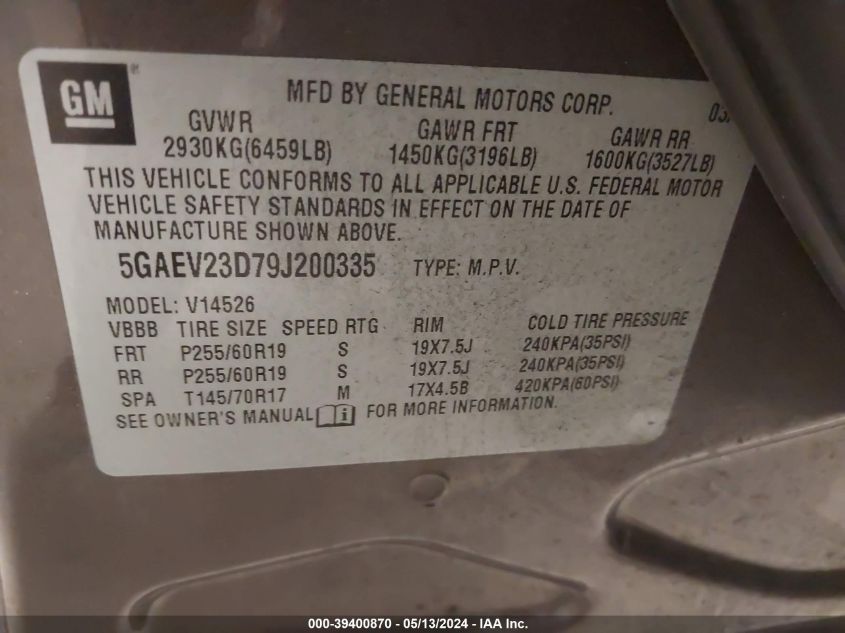 GM
MFD BY GENERAL MOTORS CORP.
GVWR GAWR FRT GAWR RR
2930KG(6459LB) 1450KG(3196LB) 1600KG(3527LB)
THIS VEHICLE CONFORMS TO ALL APPLICABLE U.S. FEDERAL MOTOR
VEHICLE SAFETY STANDARDS IN EFFECT ON THE DATE OF
MANUFACTURE SHOWN ABOVE.
5GAEV23D79J200335 TYPE: M.P.V.
MODEL: V14526
VBBB TIRE SIZE SPEED RTG RIM COLD TIRE PRESSURE
FRT P255/60R19 S 19X7.5J 240KPA(35PSI)
RR P255/60R19 S 19X7.5J 240KPA(35PSI)
SPA T145/70R17 M 17X4.5B 420KPA(60PSI)
SEE OWNER'S MANUAL i FOR MORE INFORMATION.
000-39400870 / 05/13/2024 - IAA Inc.